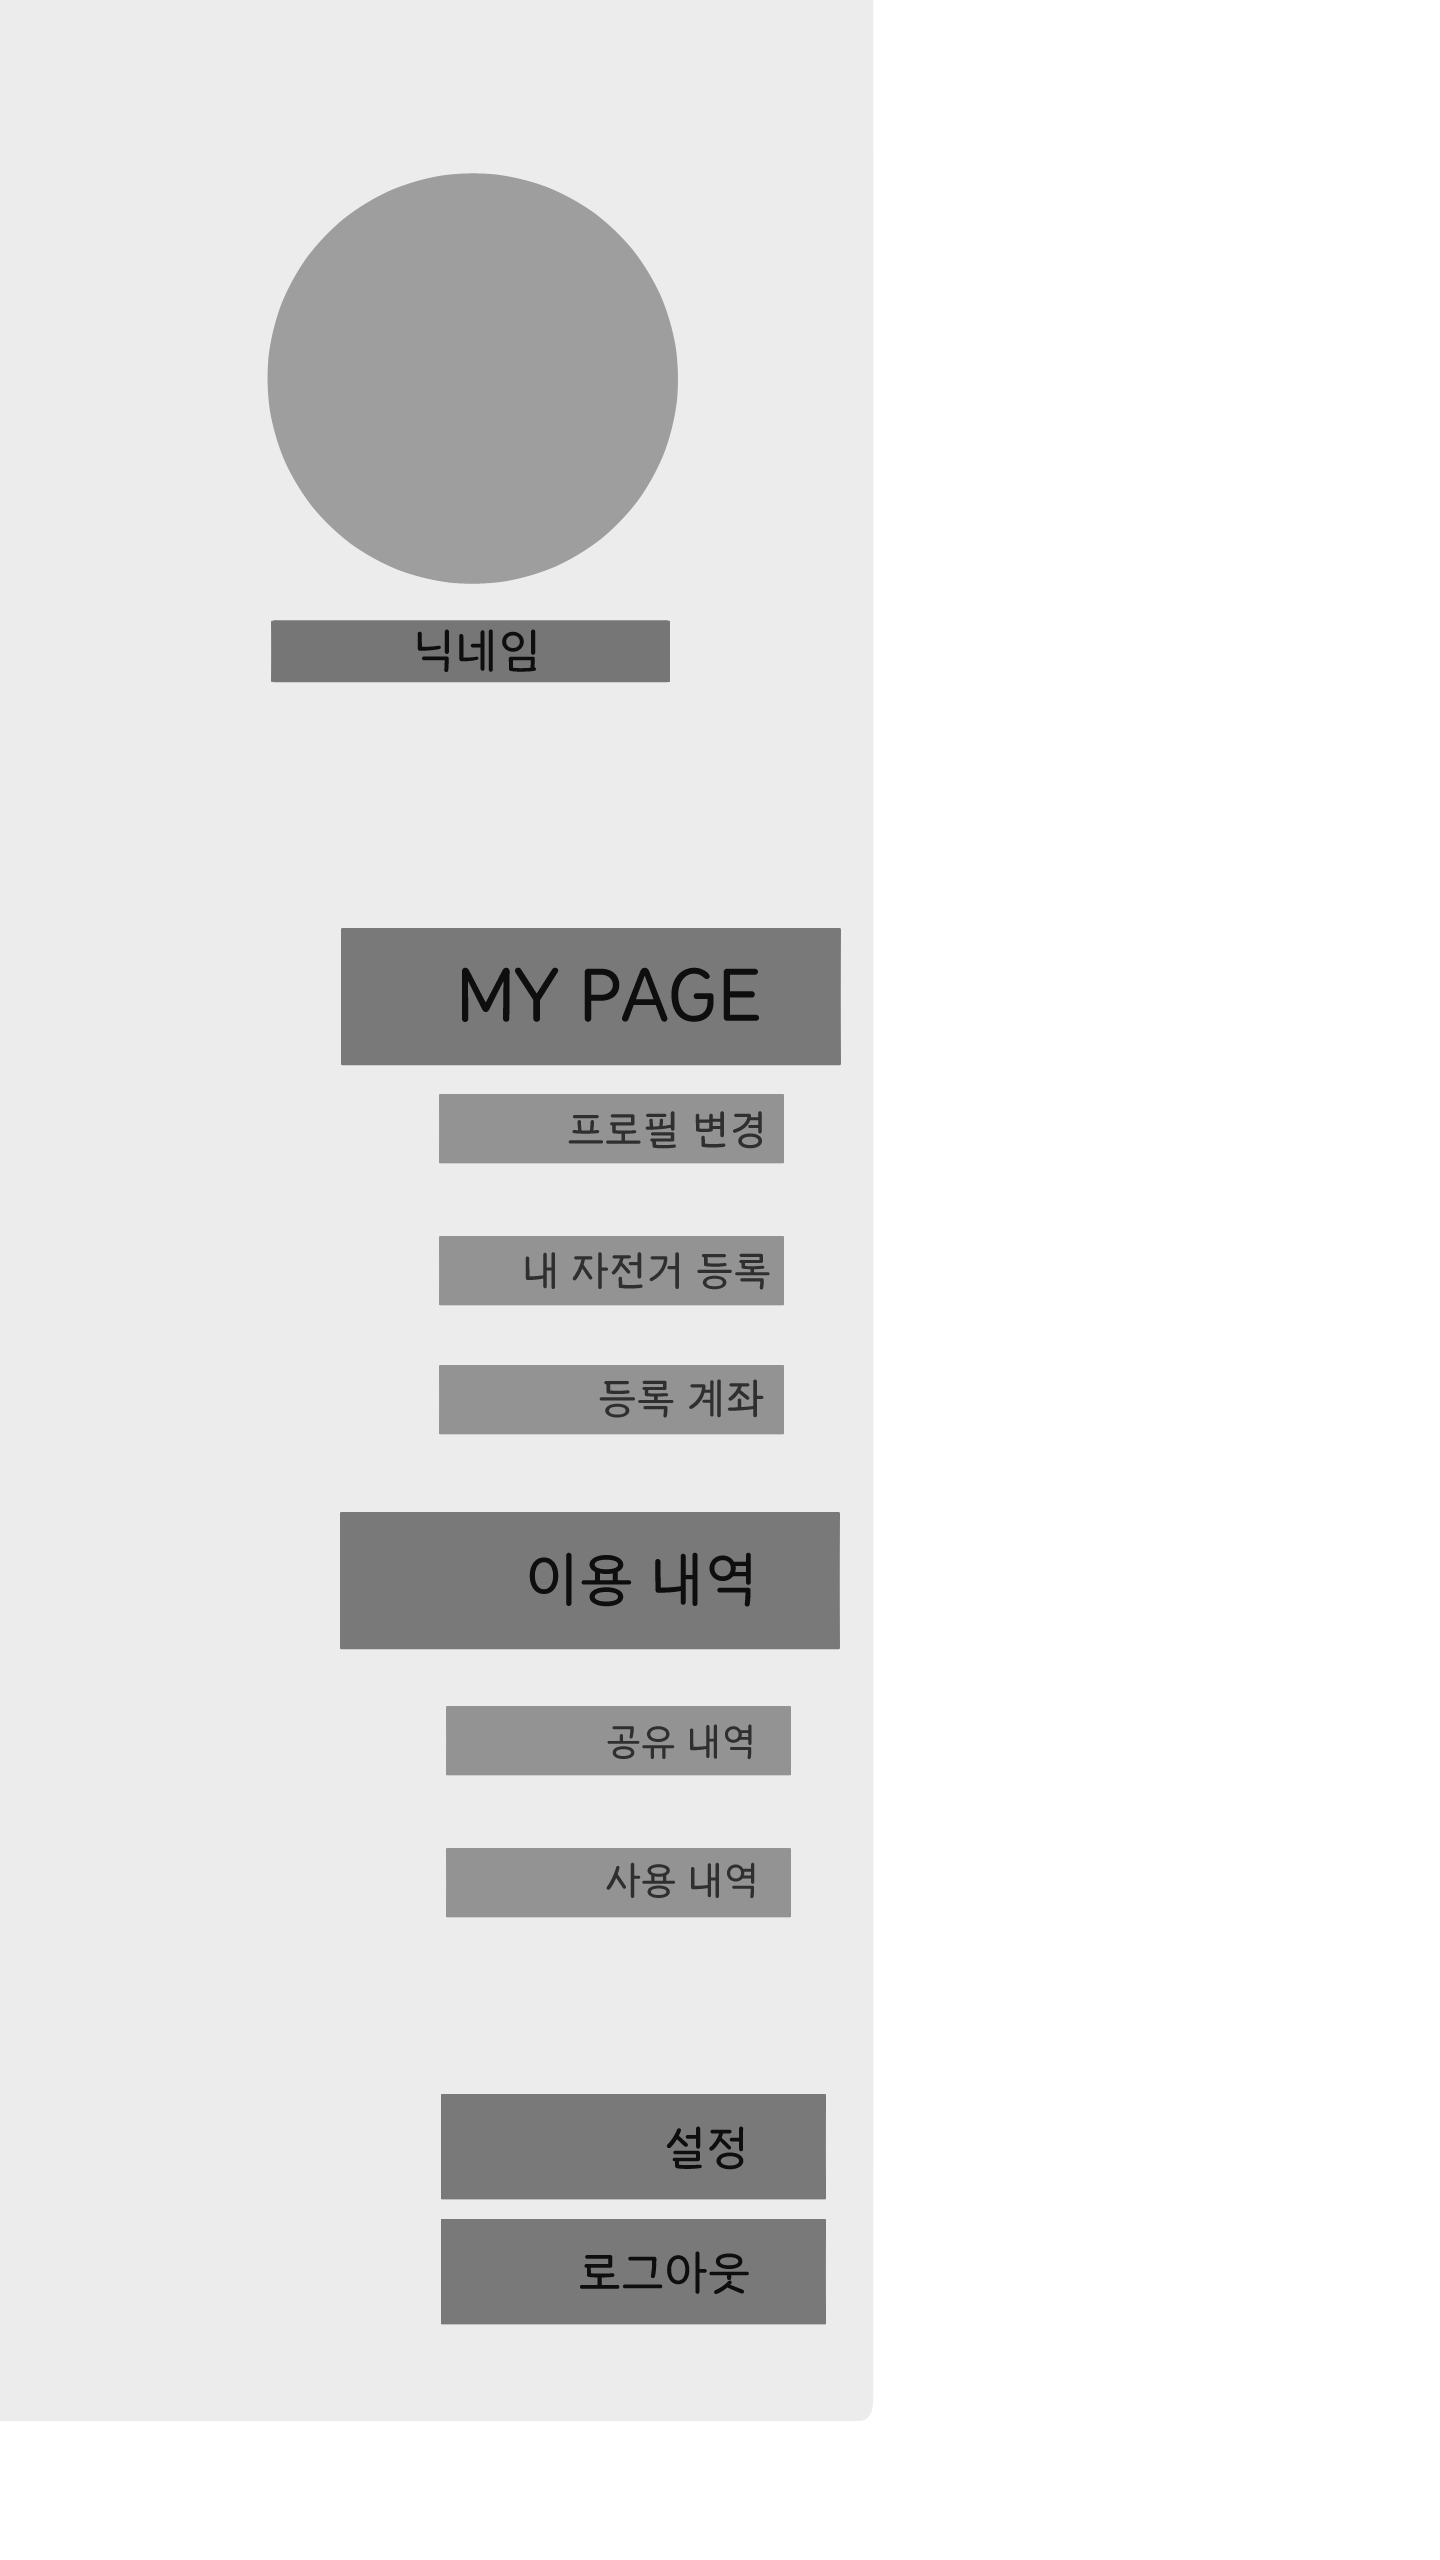 닉네임
MY PAGE
프로필 변경
내 자전거 등록
등록 계좌
이용 내역
공유 내역
사용 내역
설정
로그아웃